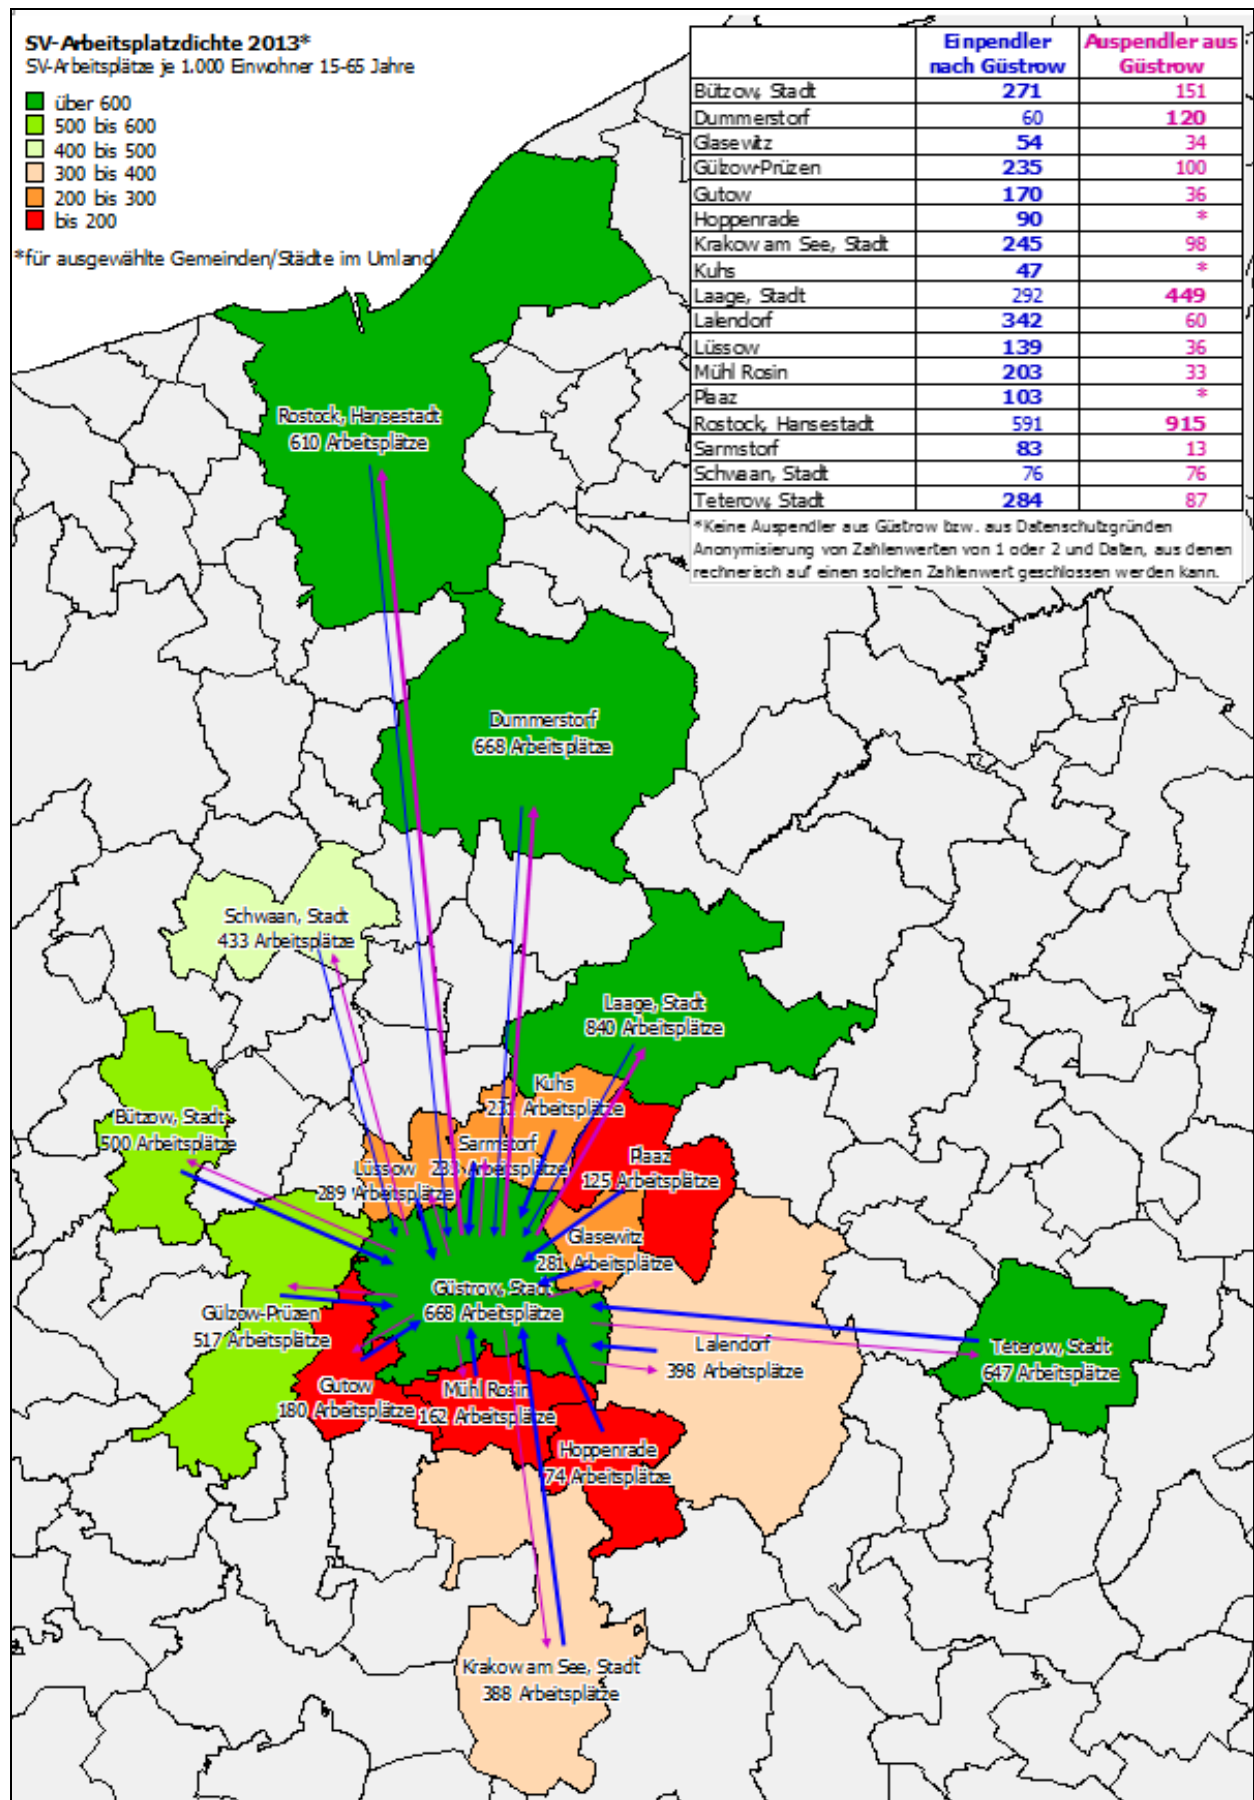 SV-Arbeitsplatzdichte 2013*
SV-Arbeitsplätze je 1.000 Einwohner 15-65 Jahre
über 600
500 bis 600
400 bis 500
300 bis 400
200 bis 300
bis 200
*für ausgewählte Gemeinden/Städte im Umland
Einpendler nach Güstrow Auspendler aus Güstrow
Bützow, Stadt 271 151
Dummerstorf 60 120
Glasewitz 54 34
Gülzow-Prüzen 235 100
Gutow 170 36
Hoppenrade 90 *
Krakow am See, Stadt 245 98
Kuhs 47 *
Laage, Stadt 292 449
Lalendorf 342 60
Lüssow 139 36
Mühl Rosin 203 33
Plaaz 103 *
Rostock, Hansestadt 591 915
Sarmstorf 83 13
Schwaan, Stadt 76 76
Teterow, Stadt 284 87
*Keine Auspendler aus Güstrow bzw. aus Datenschutzgründen
Anonymisierung von Zahlenwerten von 1 oder 2 und Daten, aus denen
rechnerisch auf einen solchen Zahlenwert geschlossen werden kann.
Rostock, Hansestadt
610 Arbeitsplätze
Dummerstorf
668 Arbeitsplätze
Schwaan, Stadt
433 Arbeitsplätze
Laage, Stadt
840 Arbeitsplätze
Kuhs
Arbeitsplätze
Bützow, Stadt
500 Arbeitsplätze
Sarmstorf
Arbeitsplätze
Lüssow
289 Arbeitsplätze
Plaaz
125 Arbeitsplätze
Glasewitz
281 Arbeitsplätze
Güstrow, Stadt
668 Arbeitsplätze
Gülzow-Prüzen
517 Arbeitsplätze
Lalendorf
398 Arbeitsplätze
Teterow, Stadt
647 Arbeitsplätze
Gutow
180 Arbeitsplätze
Mühl Rosin
162 Arbeitsplätze
Hoppenrade
74 Arbeitsplätze
Krakow am See, Stadt
388 Arbeitsplätze